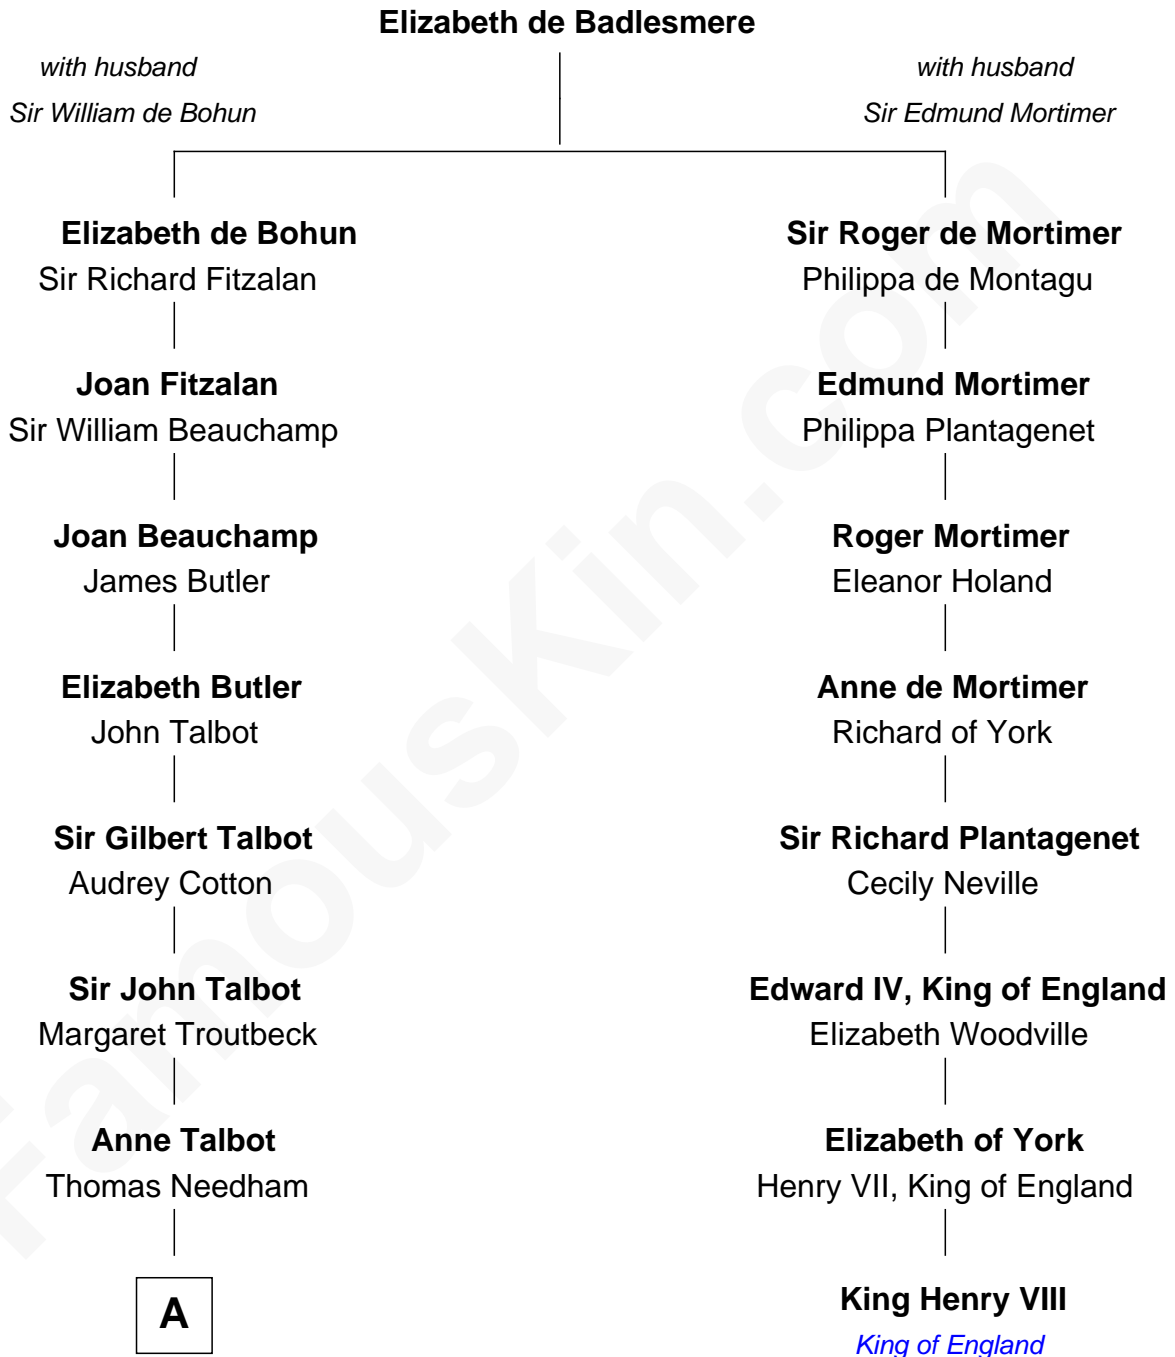 Elizabeth de Badlesmere
with husband
Sir William de Bohun
with husband
Sir Edmund Mortimer
Elizabeth de Bohun
Sir Richard Fitzalan
Joan Fitzalan
Sir William Beauchamp
Joan Beauchamp
James Butler
Elizabeth Butler
John Talbot
Sir Gilbert Talbot
Audrey Cotton
Sir John Talbot
Margaret Troutbeck
Anne Talbot
Thomas Needham
A
Sir Roger de Mortimer
Philippa de Montagu
Edmund Mortimer
Philippa Plantagenet
Roger Mortimer
Eleanor Holand
Anne de Mortimer
Richard of York
Sir Richard Plantagenet
Cecily Neville
Edward IV, King of England
Elizabeth Woodville
Elizabeth of York
Henry VII, King of England
King Henry VIII
King of England
FamousKin.com